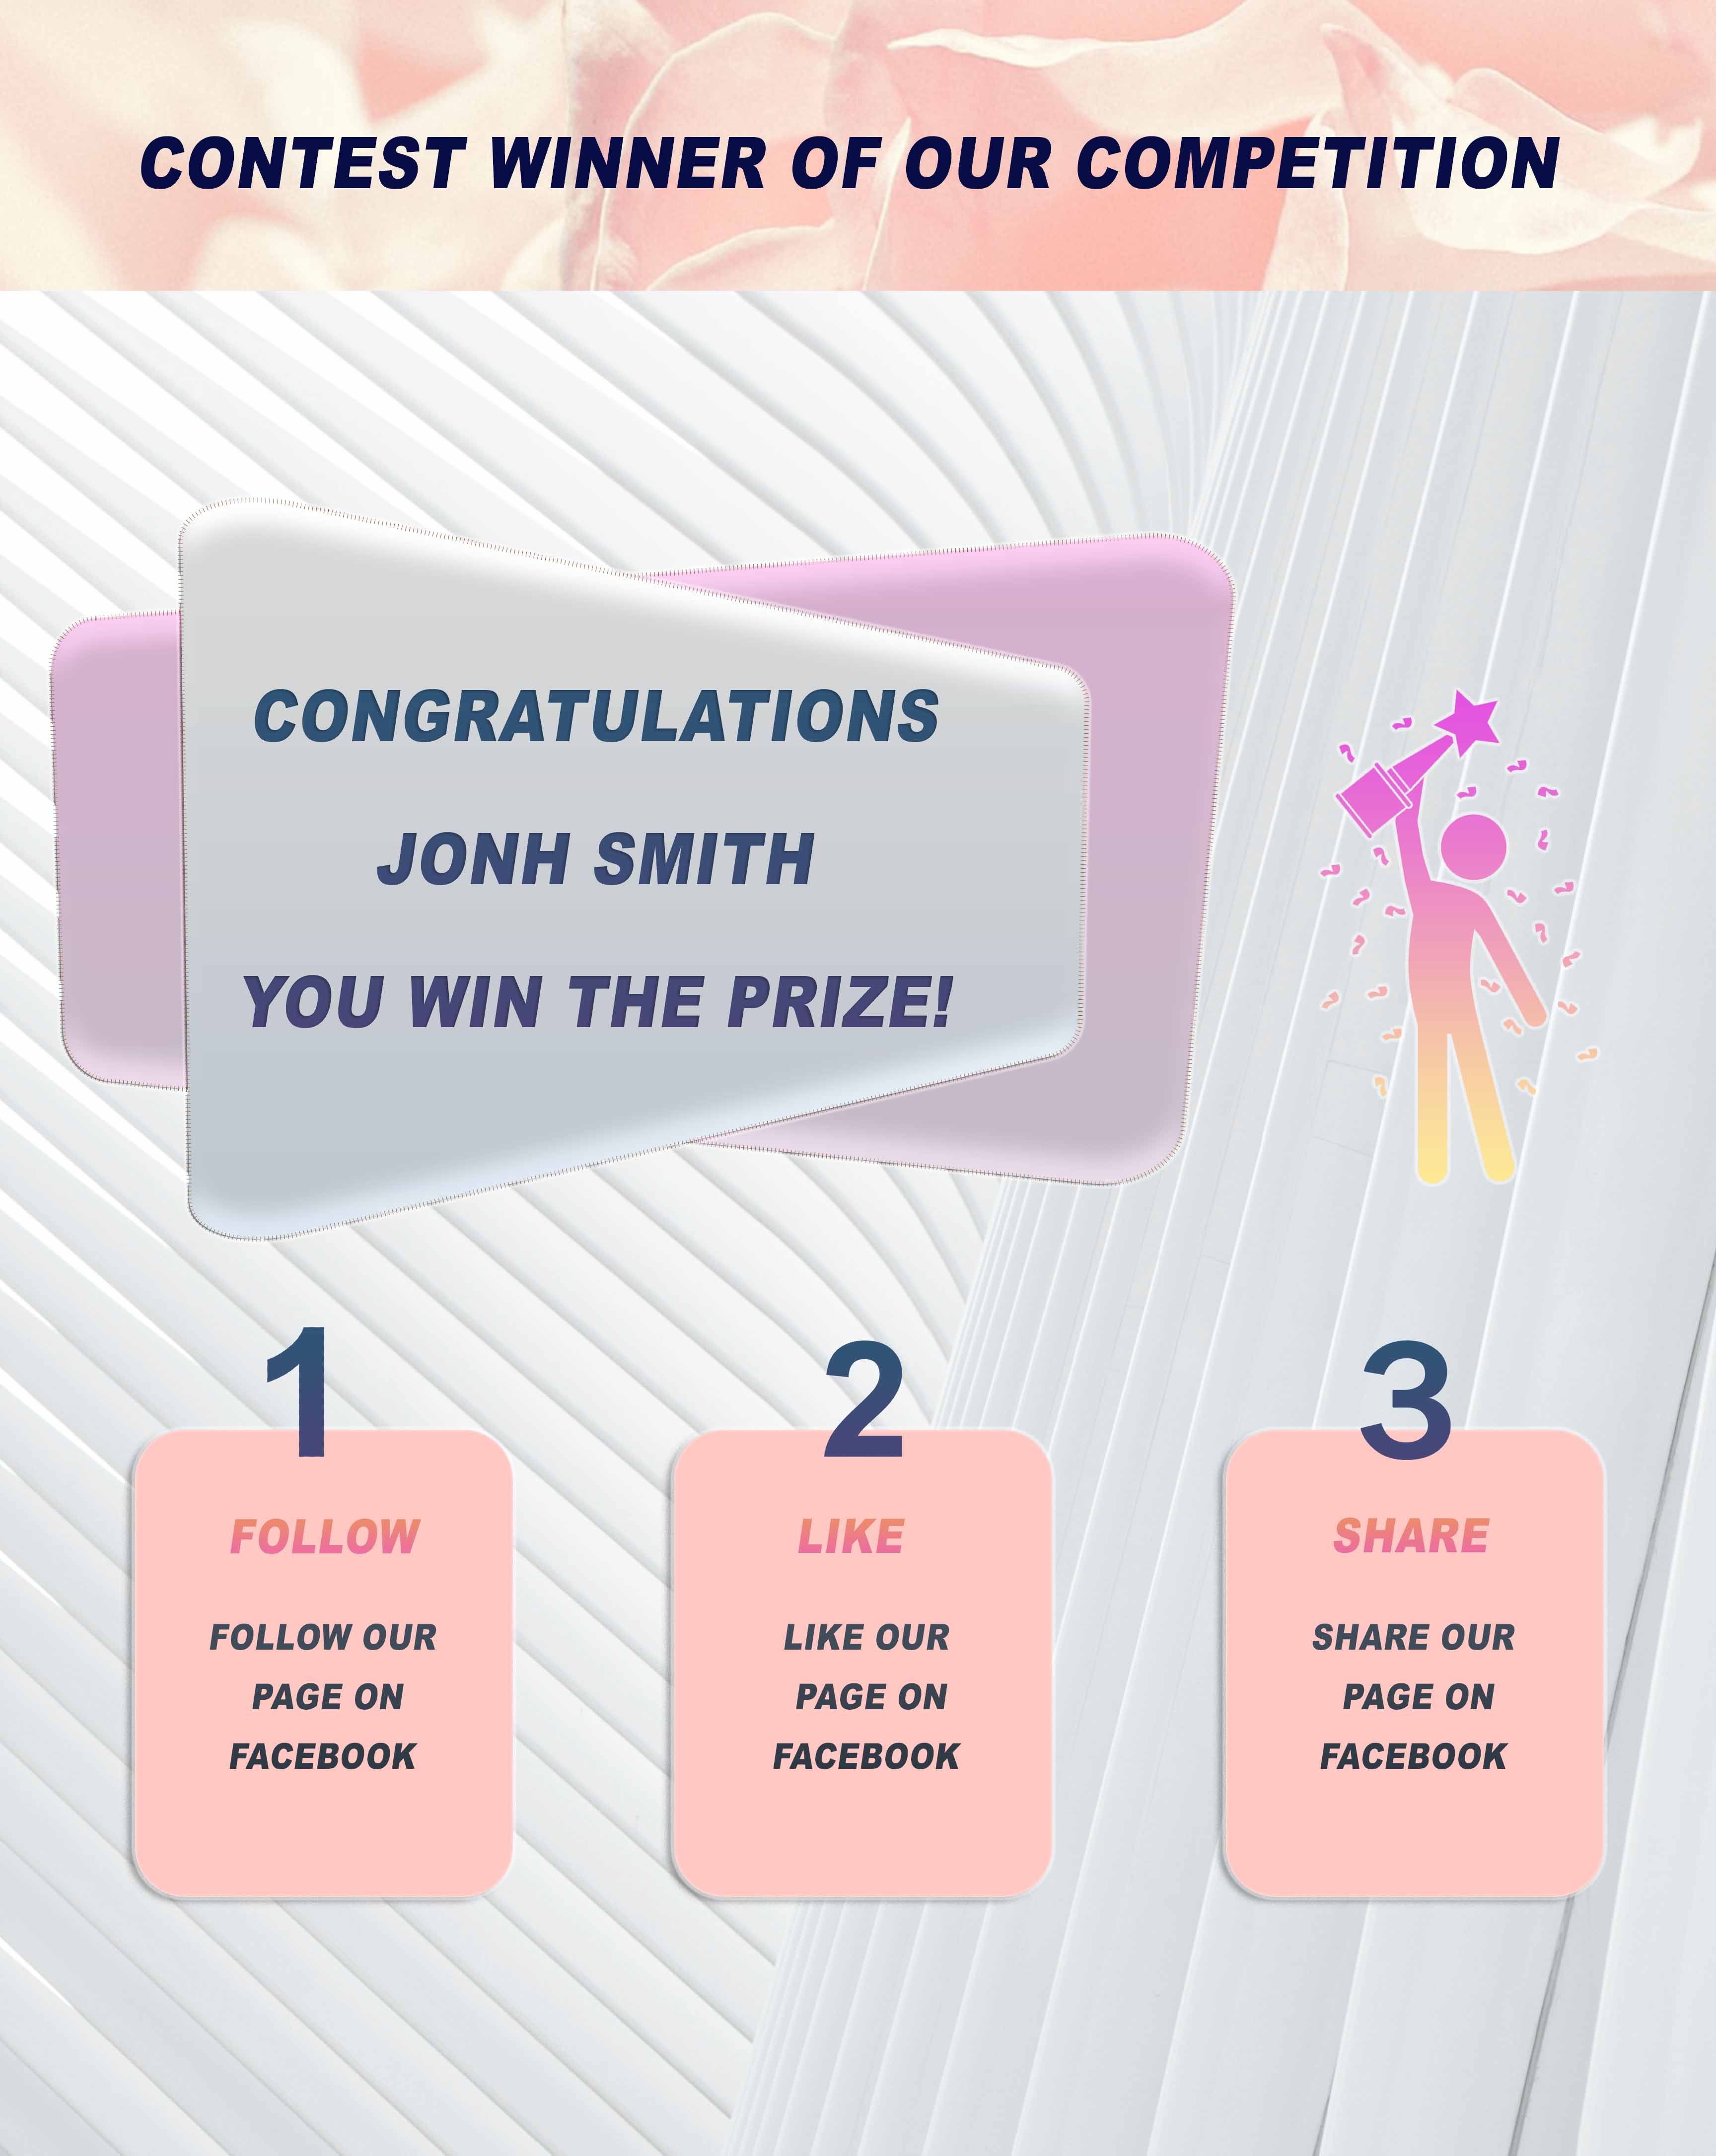 CONTEST WINNER OF OUR COMPETITION
CONGRATULATIONS
JONH SMITH
YOU WIN THE PRIZE!
1
FOLLOW
FOLLOW OUR
PAGE ON
FACEBOOK
2
LIKE
LIKE OUR
PAGE ON
FACEBOOK
3
SHARE
SHARE OUR
PAGE ON
FACEBOOK